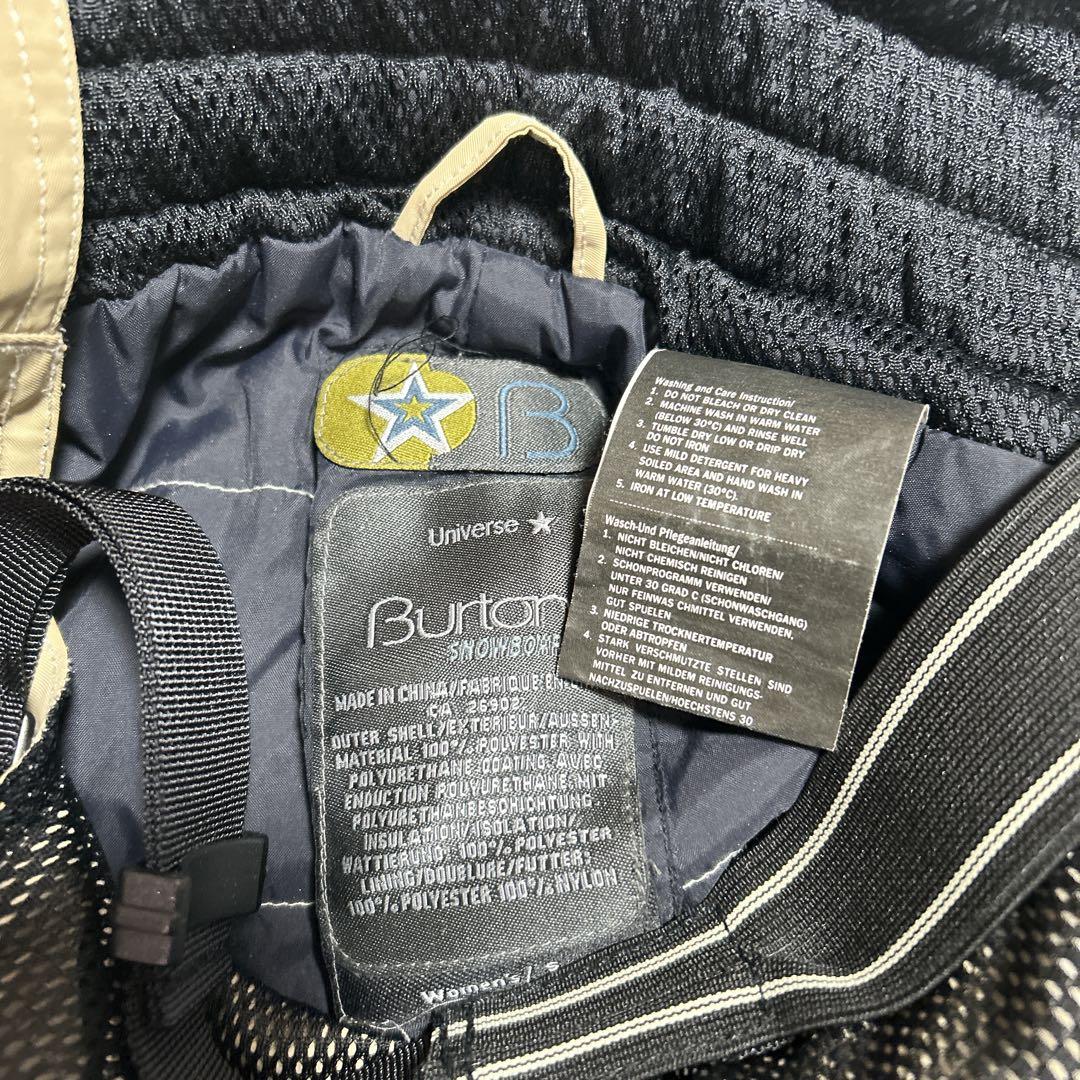 B
Universe
Burton
SNOWBOA
MADE IN CHINA/FABRIQUE EN
CA 26902
OUTER SHELL/EXTERIEUR/AUSSEN-
MATERIAL 100% POLYESTER WITH
POLYURETHANE COATING AVEC
ENDUCTION POLYURETHANE MIT
POLYURETHANBESCHICHTUNG
INSULATION/ISOLATION/
WATTIERUNG 100% POLYESTER
LINING/DOUBLURE/FUTTER:
100% POLYESTER 100% NYLON
Women's/ S
Washing and Care Instruction/
1. DO NOT BLEACH OR DRY CLEAN
2. MACHINE WASH IN WARM WATER
(BELOW 30°C) AND RINSE WELL
3. TUMBLE DRY LOW OR DRIP DRY
DO NOT IRON
4. USE MILD DETERGENT FOR HEAVY
SOILED AREA AND HAND WASH IN
WARM WATER (30°C).
5. IRON AT LOW TEMPERATURE
Wasch-Und Pflegeanleitung/
1. NICHT BLEICHEN/NICHT CHLOREN/
NICHT CHEMISCH REINIGEN
2. SCHONPROGRAMM VERWENDEN/
UNTER 30 GRAD C (SCHONWASCHGANG)
NUR FEINWAS CHMITTEL VERWENDEN.
GUT SPUELEN
3. NIEDRIGE TROCKNERTEMPERATUR
ODER ABTROPFEN
4. STARK VERSCHMUTZTE STELLEN SIND
VORHER MIT MILDEM REINIGUNGS-
MITTEL ZU ENTFERNEN UND GUT
NACHZUSPUELEN/HOECHSTENS 30